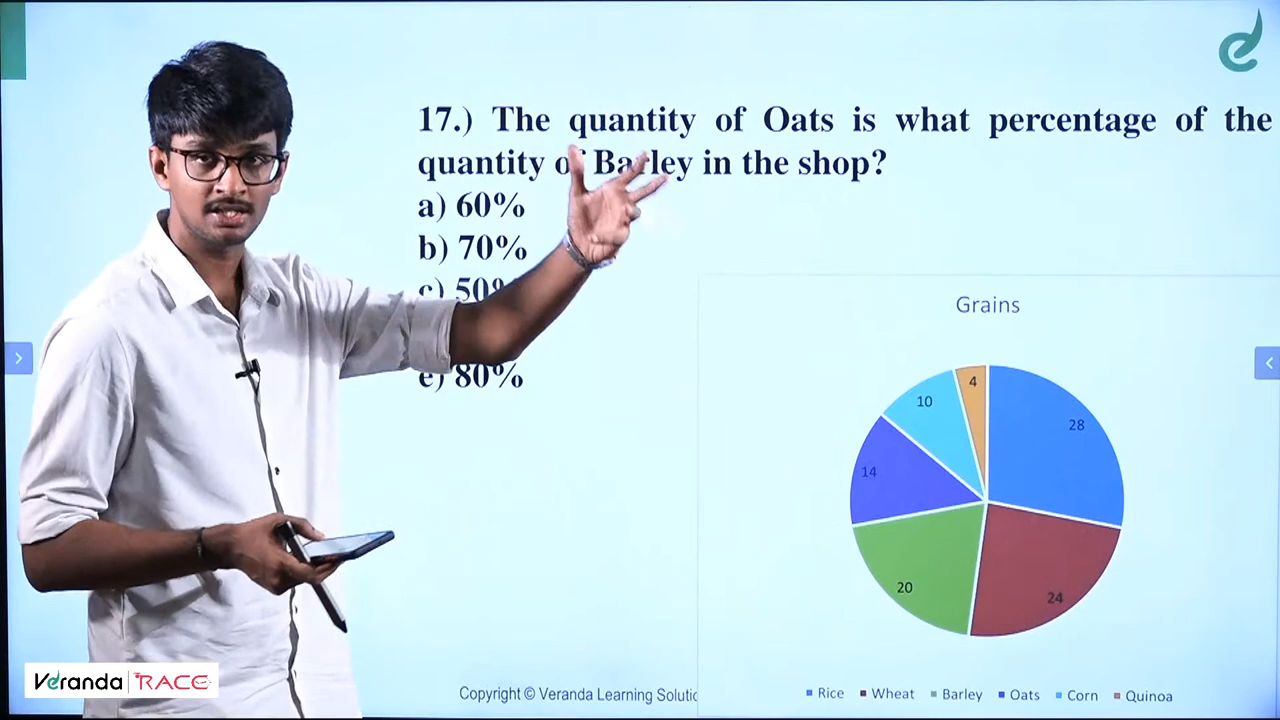 17.) The quantity of Oats is what percentage of the
quantity of Barley in the shop?
a) 60%
b) 70%
c) 50%
e) 80%
Grains
4
10
28
14
20
24
Rice Wheat Barley Oats Corn Quinoa
Copyright © Veranda Learning
Veranda RACE